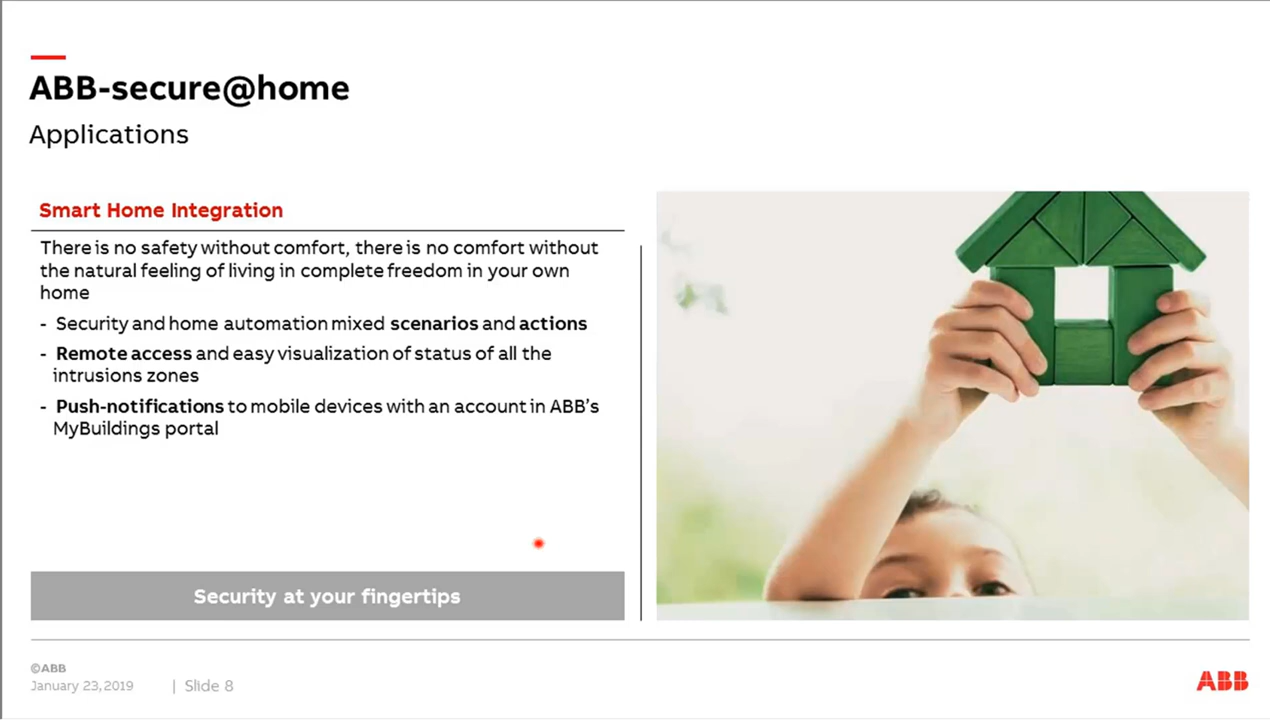 ABB-secure@home
Applications
Smart Home Integration
There is no safety without comfort, there is no comfort without
the natural feeling of living in complete freedom in your own
home
- Security and home automation mixed scenarios and actions
- Remote access and easy visualization of status of all the
intrusions zones
- Push-notifications to mobile devices with an account in ABB's
MyBuildings portal
Security at your fingertips
©ABB
January 23, 2019 | Slide 8
ABB